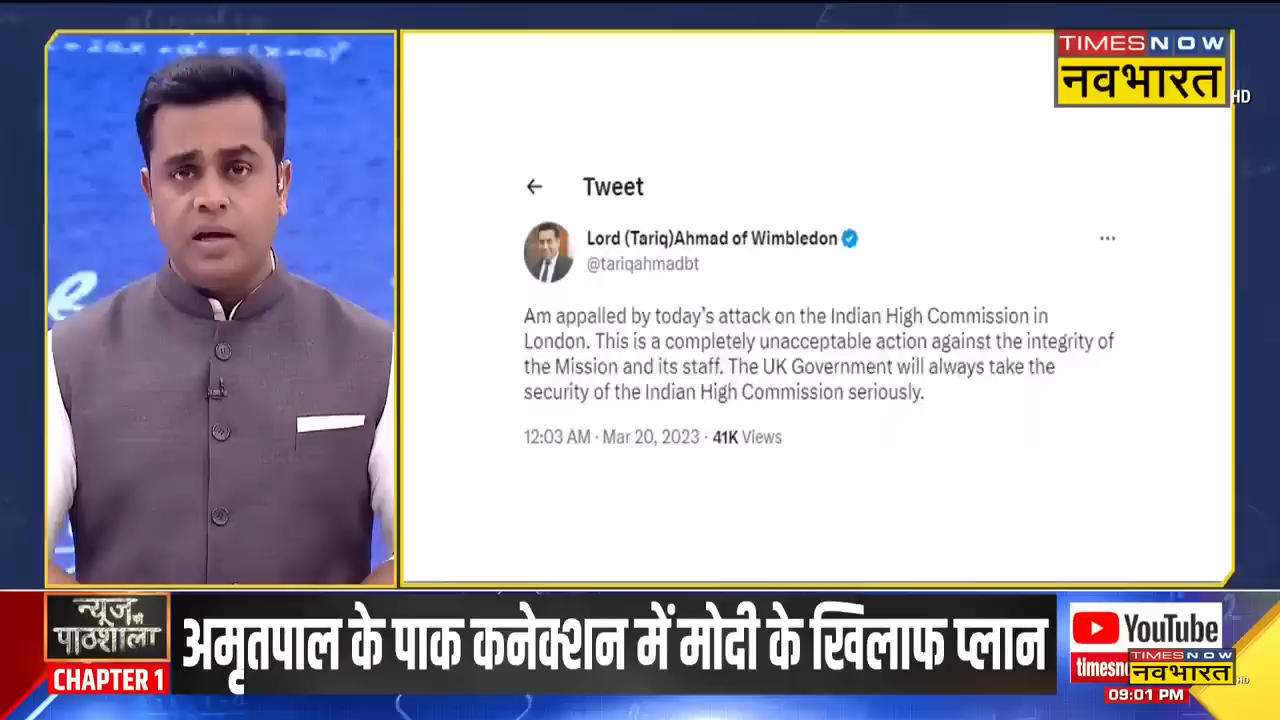 TIMES NOW
नवभारत
HD
← Tweet
Lord (Tariq)Ahmad of Wimbledon
@tariqahmadbt
Am appalled by today's attack on the Indian High Commission in
London. This is a completely unacceptable action against the integrity of
the Mission and its staff. The UK Government will always take the
security of the Indian High Commission seriously.
12:03 AM · Mar 20, 2023 · 41K Views
न्यूज़ की
पाठशाला
CHAPTER 1
अमृतपाल के पाक कनेक्शन में मोदी के खिलाफ प्लान
YouTube
timesno
TIMES NOW
नवभारत
HD
09:01 PM